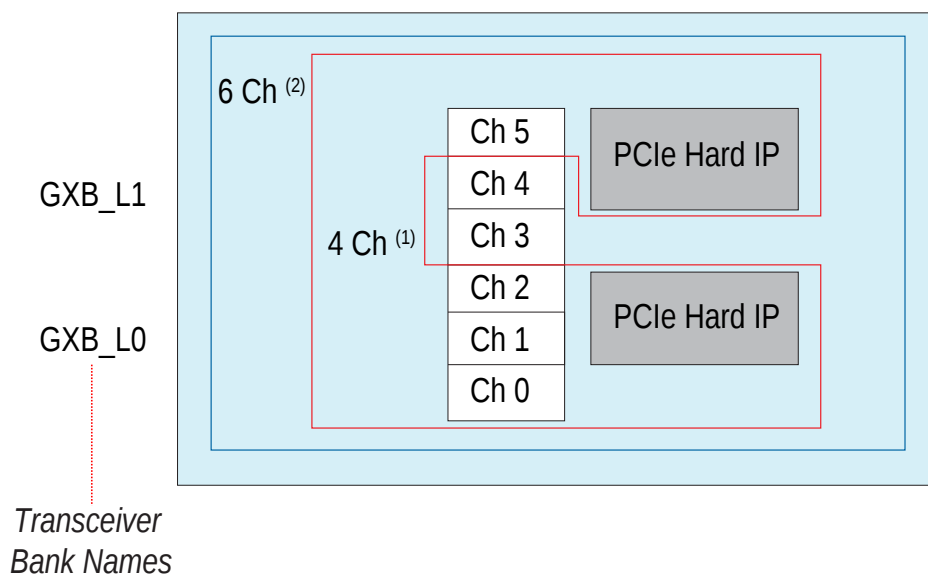 6 Ch (2)
Ch 5
PCIe Hard IP
GXB_L1
Ch 4
4 Ch (1)
Ch 3
Ch 2
PCIe Hard IP
GXB_L0
Ch 1
Ch 0
Transceiver
Bank Names